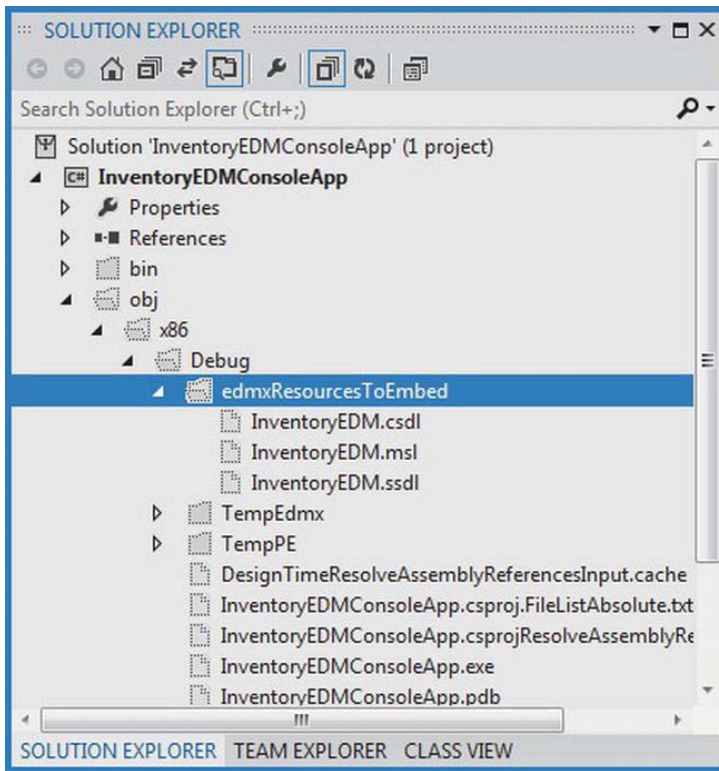 SOLUTION EXPLORER
Search Solution Explorer (Ctrl+;)
Solution 'InventoryEDMConsoleApp' (1 project)
C# InventoryEDMConsoleApp
Properties
References
bin
obj
x86
Debug
edmxResourcesToEmbed
InventoryEDM.csdl
InventoryEDM.msl
InventoryEDM.ssdl
TempEdmx
TempPE
DesignTimeResolveAssemblyReferencesInput.cache
InventoryEDMConsoleApp.csproj.FileListAbsolute.txt
InventoryEDMConsoleApp.csprojResolveAssemblyRe
InventoryEDMConsoleApp.exe
InventoryEDMConsoleApp.pdb
SOLUTION EXPLORER TEAM EXPLORER CLASS VIEW